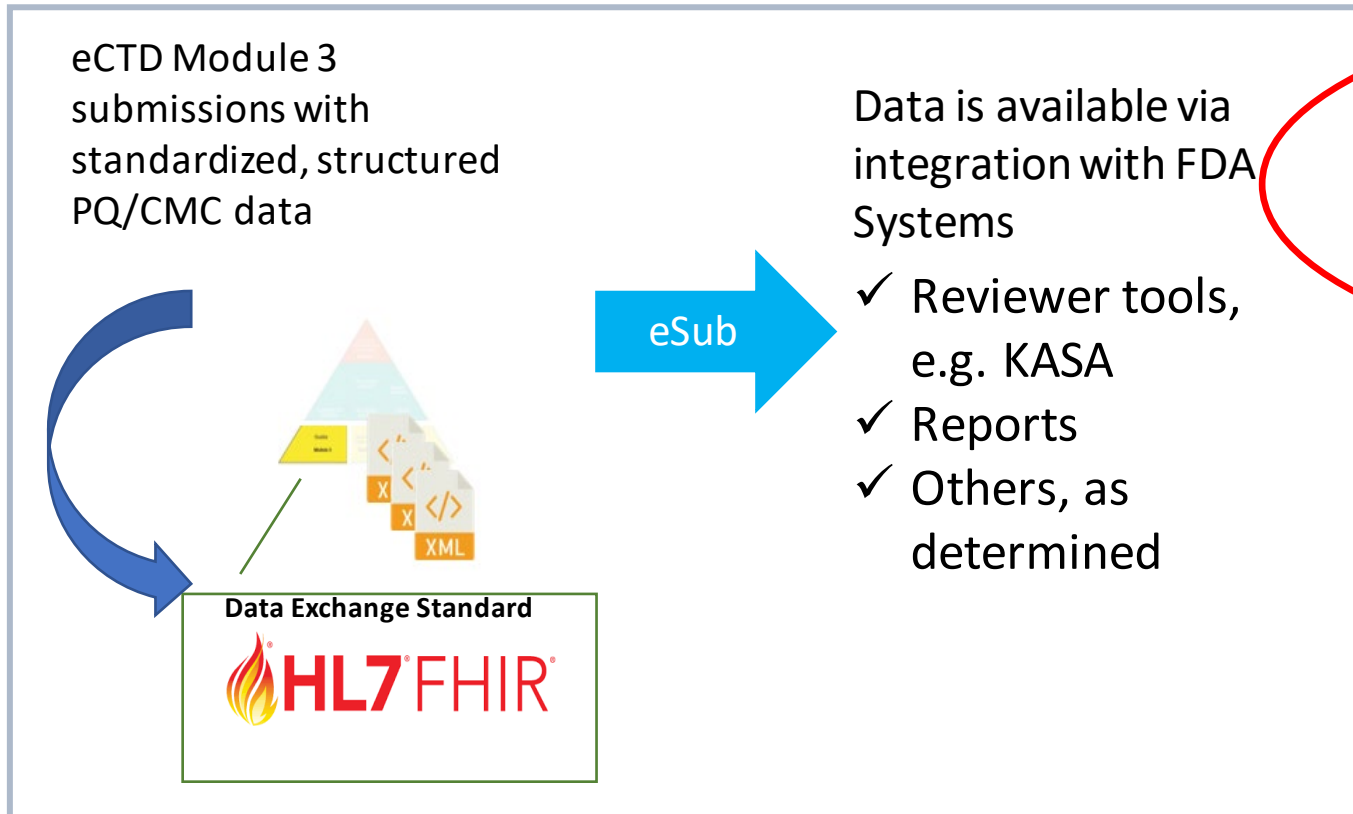 eCTD Module 3
submissions with
standardized, structured
PQ/CMC data
Data is available via
integration with FDA
Systems
✓ Reviewer tools,
e.g. KASA
✓ Reports
✓ Others, as
determined
eSub
</>
XML
Data Exchange Standard
HL7® FHIR®